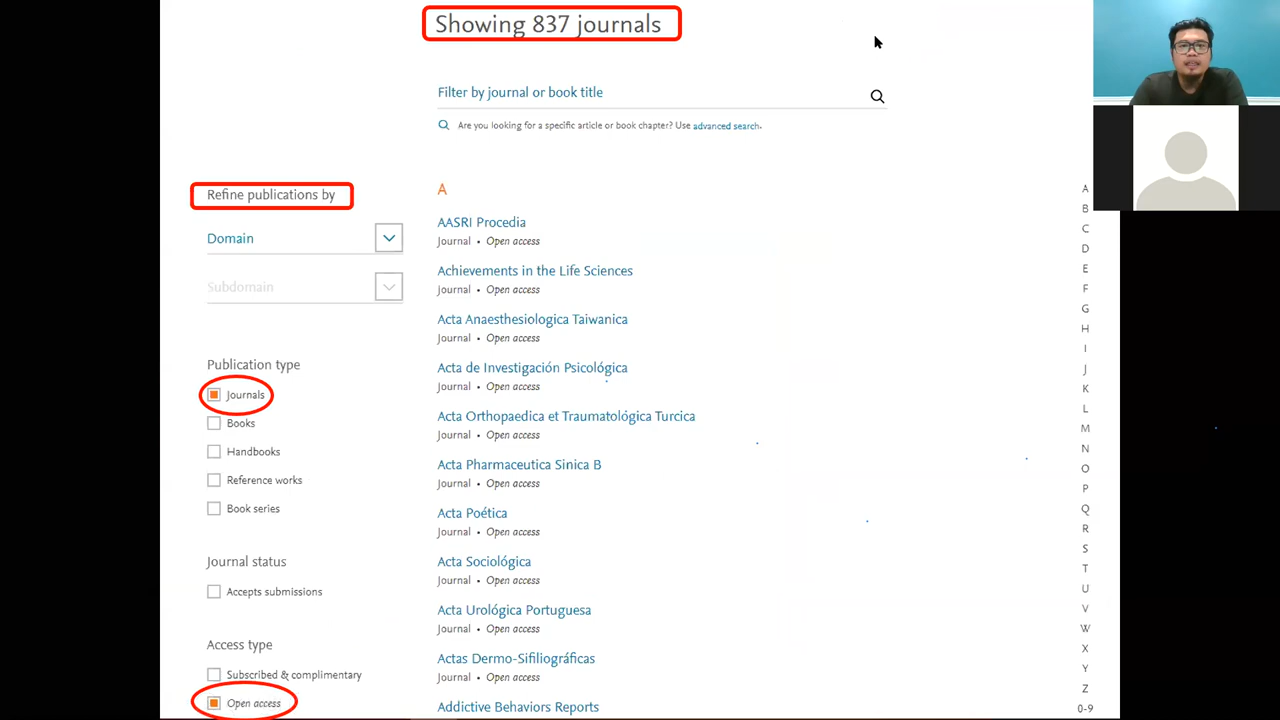 Showing 837 journals
Filter by journal or book title
Are you looking for a specific article or book chapter? Use advanced search.
Refine publications by
Domain
Subdomain
Publication type
Journals
Books
Handbooks
Reference works
Book series
Journal status
Accepts submissions
Access type
Subscribed & complimentary
Open access
A
AASRI Procedia
Journal • Open access
Achievements in the Life Sciences
Journal • Open access
Acta Anaesthesiologica Taiwanica
Journal • Open access
Acta de Investigación Psicológica
Journal • Open access
Acta Orthopaedica et Traumatológica Turcica
Journal • Open access
Acta Pharmaceutica Sinica B
Journal • Open access
Acta Poética
Journal • Open access
Acta Sociológica
Journal • Open access
Acta Urológica Portuguesa
Journal • Open access
Actas Dermo-Sifiliográficas
Journal • Open access
Addictive Behaviors Reports
A
B
C
D
E
F
G
H
I
J
K
L
M
N
O
P
Q
R
S
T
U
V
W
X
Y
Z
0-9